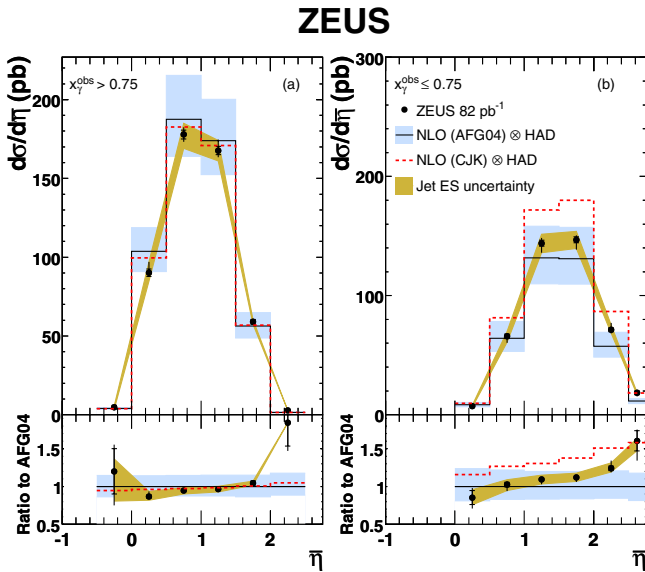 ZEUS
dσ/dη̅ (pb)
x_γ^obs > 0.75
(a)
200
150
100
50
0
Ratio to AFG04
1.5
1
0.5
-1 0 1 2
η̅
dσ/dη̅ (pb)
300
200
100
0
x_γ^obs ≤ 0.75
(b)
ZEUS 82 pb⁻¹
NLO (AFG04) ⊗ HAD
NLO (CJK) ⊗ HAD
Jet ES uncertainty
Ratio to AFG04
1.5
1
0.5
-1 0 1 2
η̅